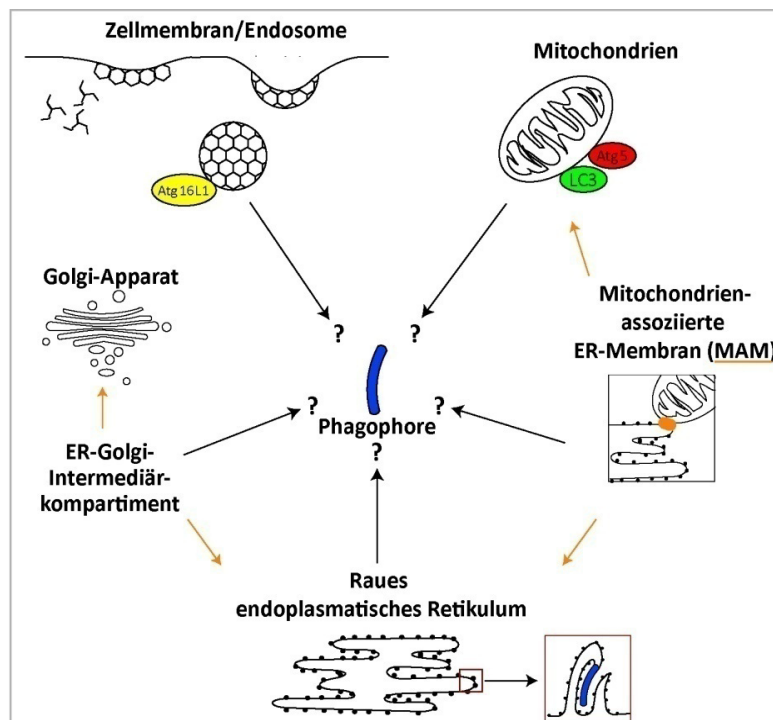 Zellmembran/Endosome
Mitochondrien
Atg 16L1
Atg 5
LC3
Golgi-Apparat
Mitochondrien-
assoziierte
ER-Membran (MAM)
?
?
?
?
Phagophore
?
ER-Golgi-
Intermediär-
kompartiment
Raues
endoplasmatisches Retikulum